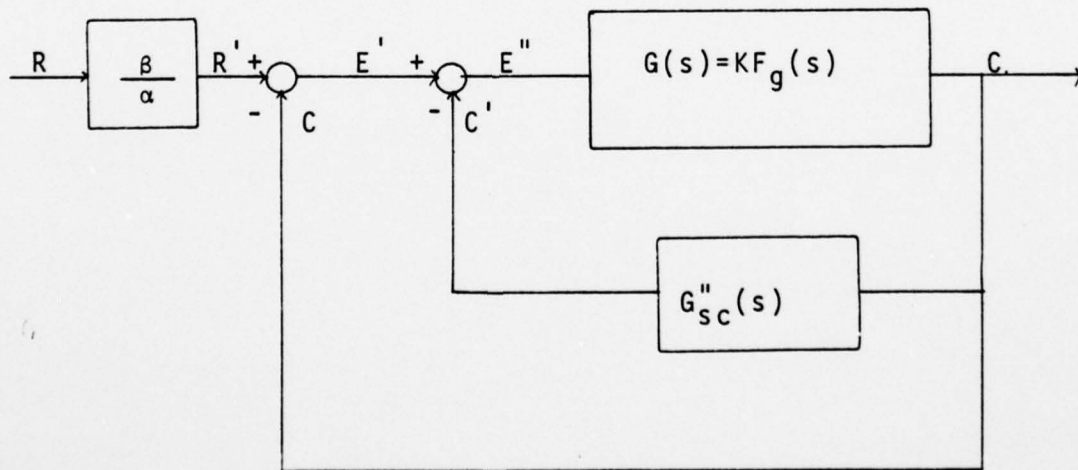 R
β
α
R'
+
-
C
E'
+
-
C'
E"
G(s)=KF_g(s)
C.
G"_sc(s)